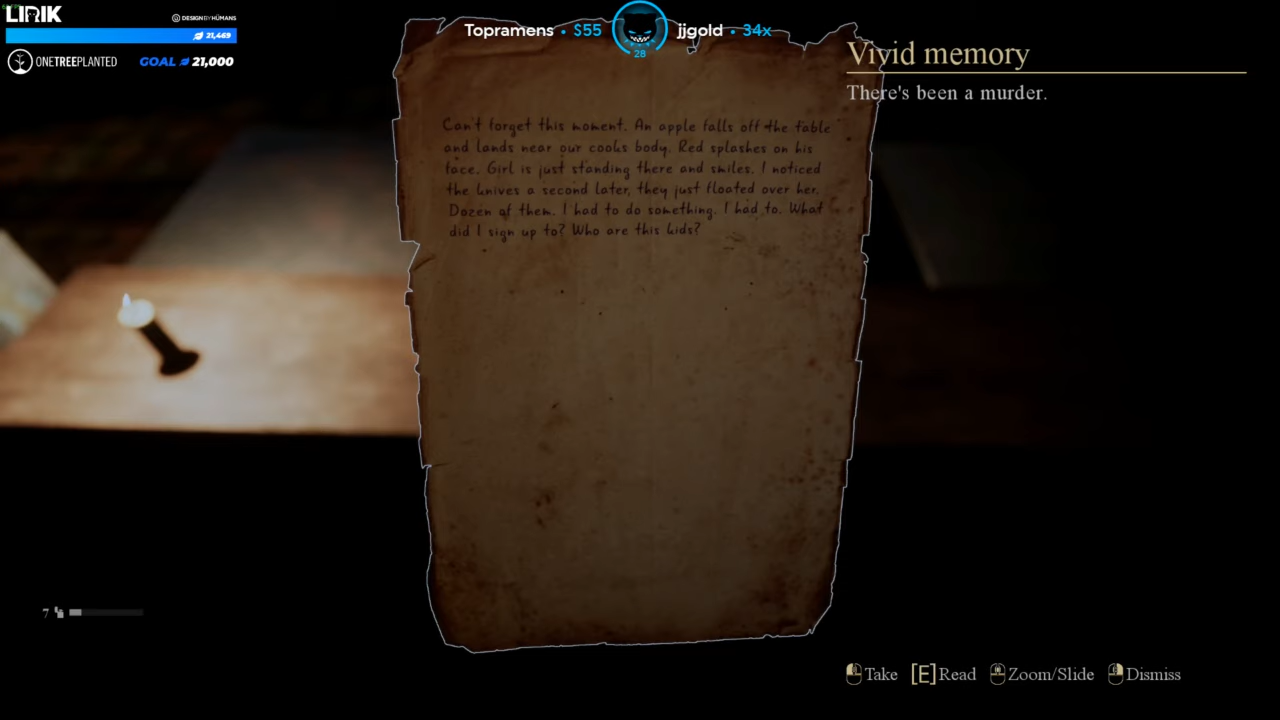 LIRIK
DESIGN BY HÜMANS
21,469
ONETREEPLANTED
GOAL 21,000
Topramens • $55
28
jjgold • 34x
Vivid memory
There's been a murder.
Can't forget this moment. An apple falls off the table
and lands near our cooks body. Red splashes on his
face. Girl is just standing there and smiles. I noticed
the knives a second later, they just floated over her.
Dozen of them. I had to do something. I had to. What
did I sign up to? Who are this kids?
7
Take [E]Read Zoom/Slide Dismiss